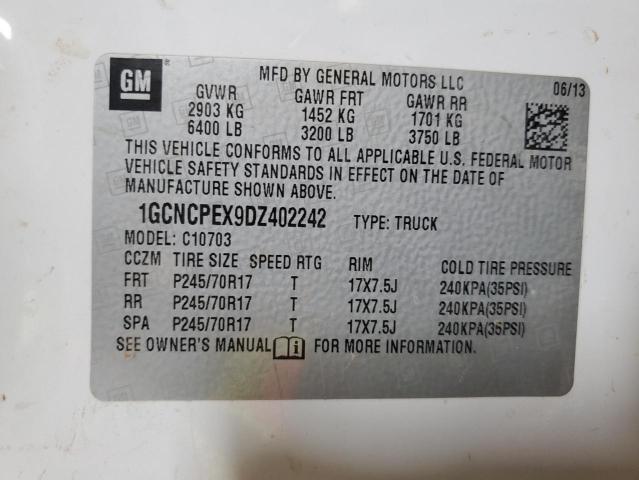 GM ® MFD BY GENERAL MOTORS LLC 06/13
GVWR GAWR FRT GAWR RR
2903 KG 1452 KG 1701 KG
6400 LB 3200 LB 3750 LB
THIS VEHICLE CONFORMS TO ALL APPLICABLE U.S. FEDERAL MOTOR
VEHICLE SAFETY STANDARDS IN EFFECT ON THE DATE OF
MANUFACTURE SHOWN ABOVE.
1GCNCPEX9DZ402242 TYPE: TRUCK
MODEL: C10703
CCZM TIRE SIZE SPEED RTG RIM COLD TIRE PRESSURE
FRT P245/70R17 T 17X7.5J 240KPA(35PSI)
RR P245/70R17 T 17X7.5J 240KPA(35PSI)
SPA P245/70R17 T 17X7.5J 240KPA(35PSI)
SEE OWNER'S MANUAL i FOR MORE INFORMATION.